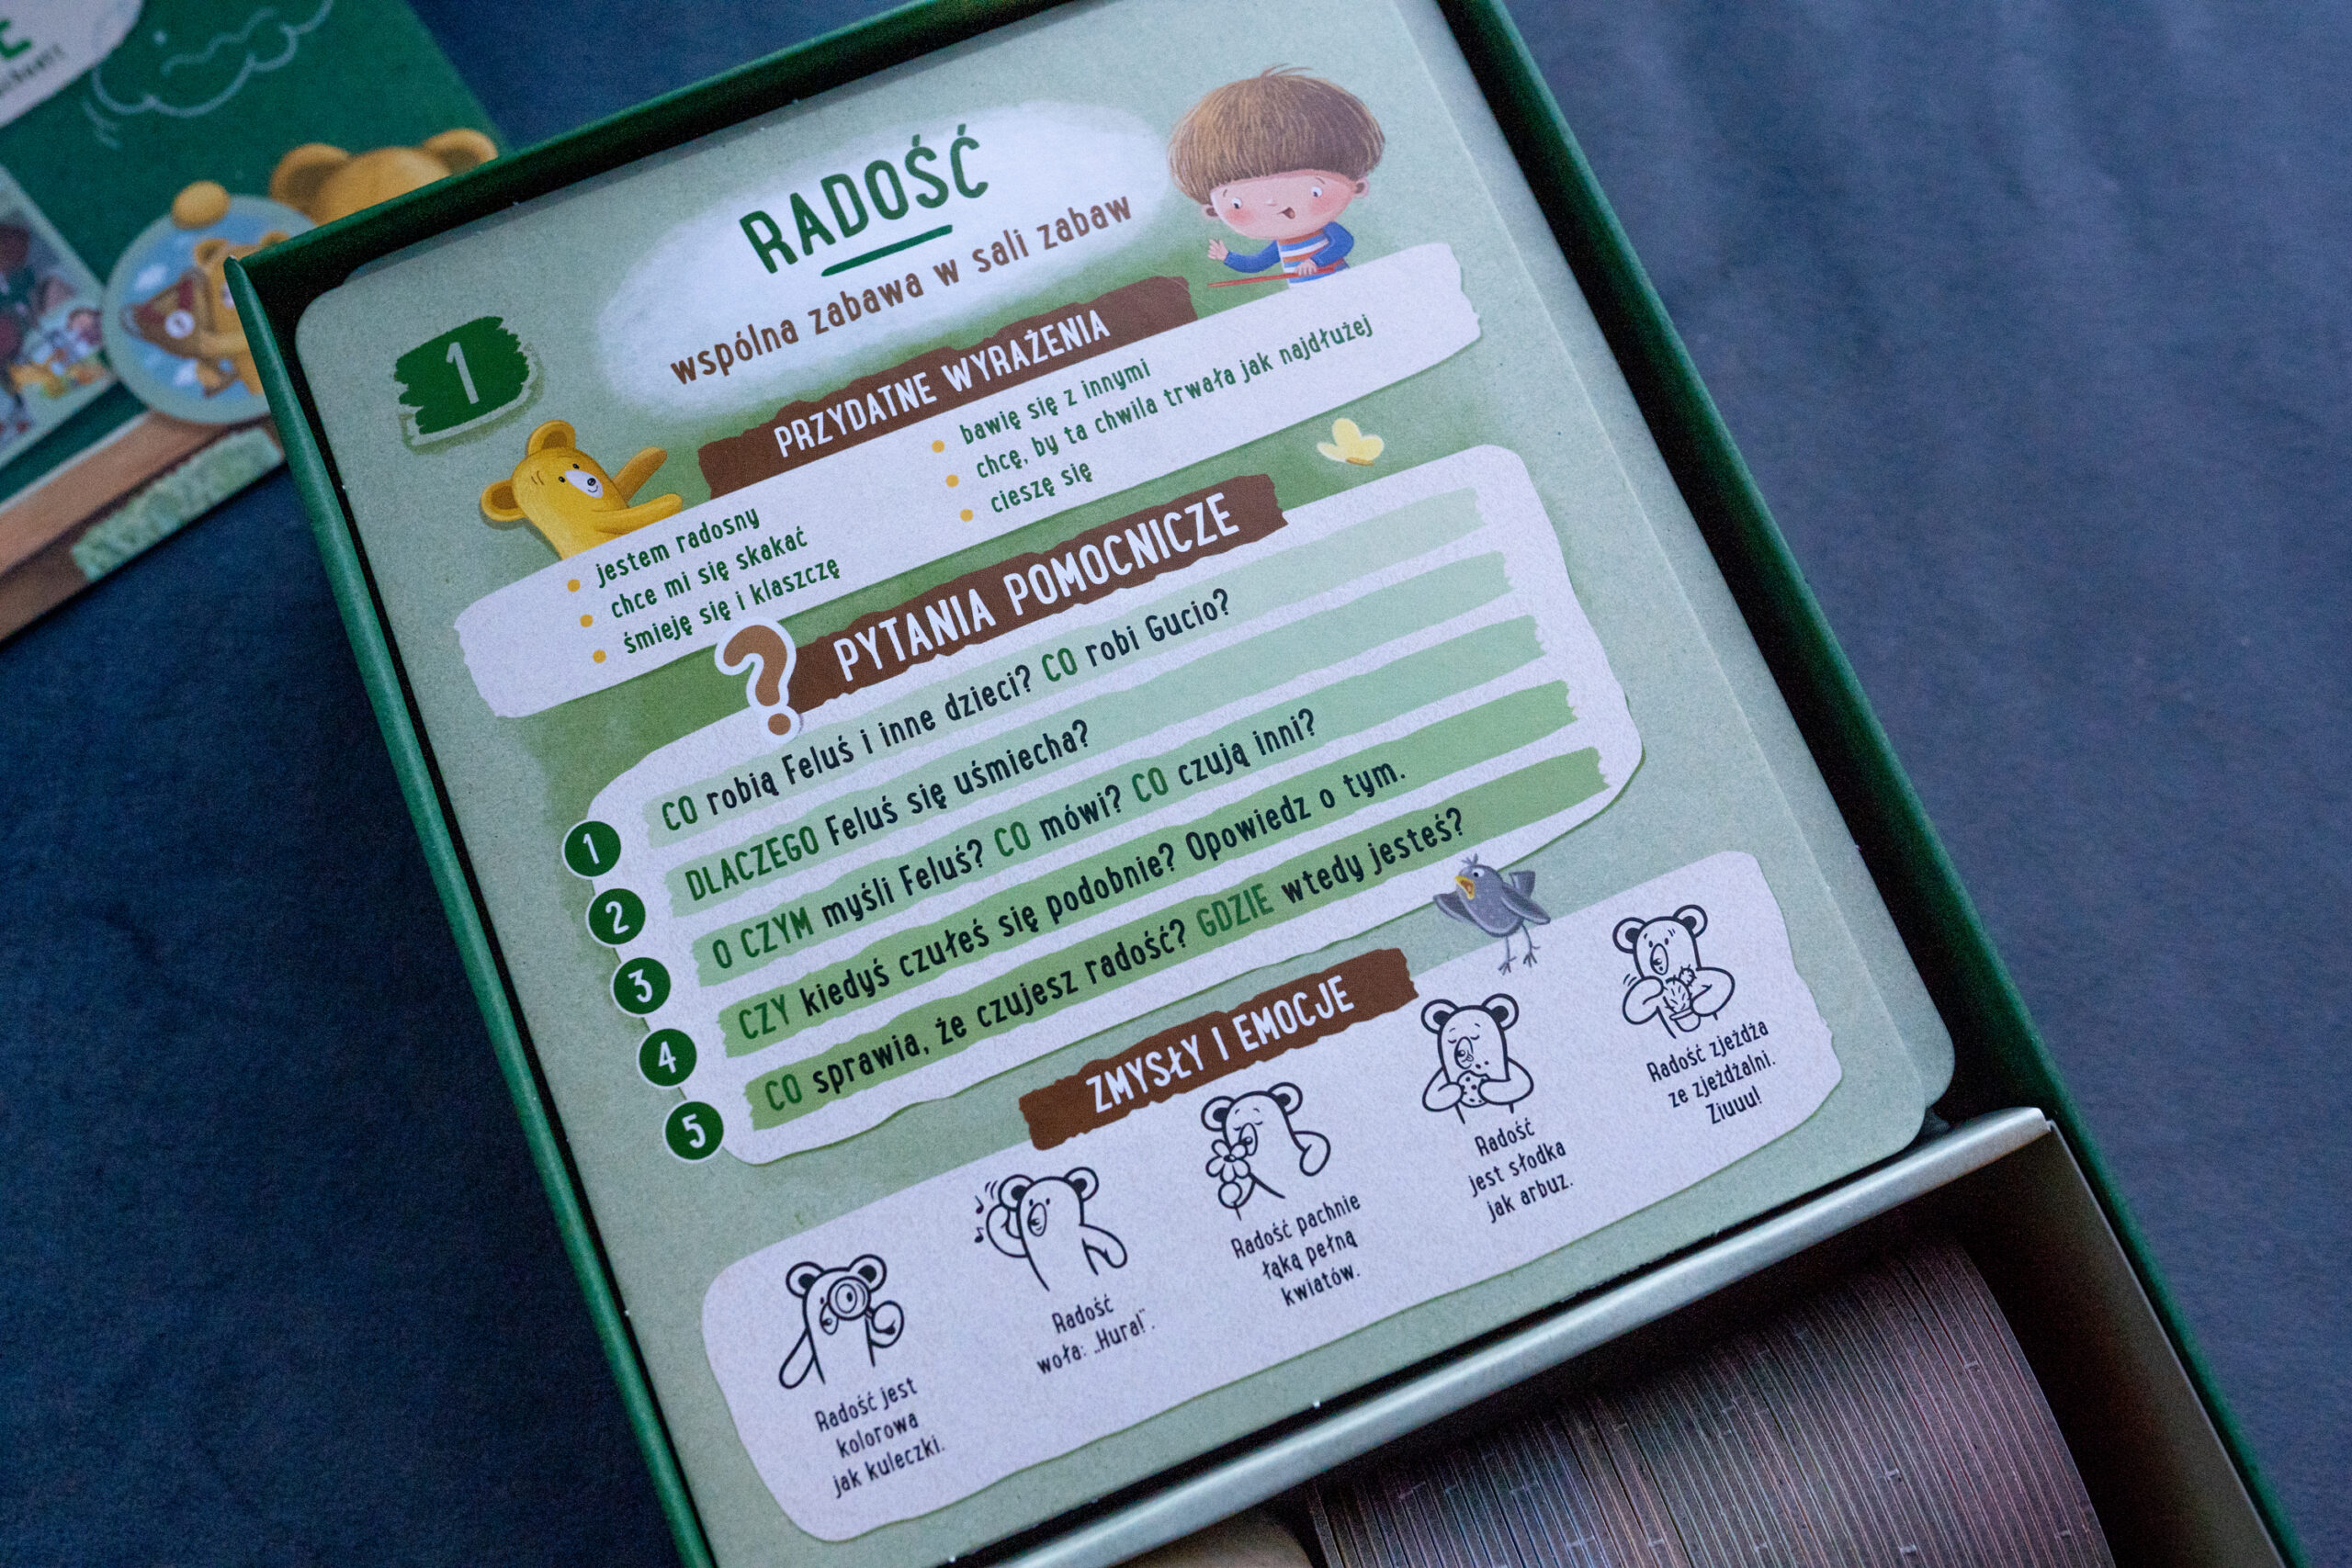 RADOŚĆ
wspólna zabawa w sali zabaw
1
PRZYDATNE WYRAŻENIA
jestem radosny
chce mi się skakać
śmieję się i klaszczę
bawię się z innymi
chcę, by ta chwila trwała jak najdłużej
cieszę się
? PYTANIA POMOCNICZE
1 CO robią Feluś i inne dzieci? CO robi Gucio?
2 DLACZEGO Feluś się uśmiecha?
3 O CZYM myśli Feluś? CO mówi? CO czują inni?
4 CZY kiedyś czułeś się podobnie? Opowiedz o tym.
5 CO sprawia, że czujesz radość? GDZIE wtedy jesteś?
ZMYSŁY I EMOCJE
Radość jest
kolorowa
jak kuleczki.
Radość
woła: „Hura!".
Radość pachnie
łąką pełną
kwiatów.
Radość
jest słodka
jak arbuz.
Radość zjeżdża
ze zjeżdżalni.
Ziuuu!